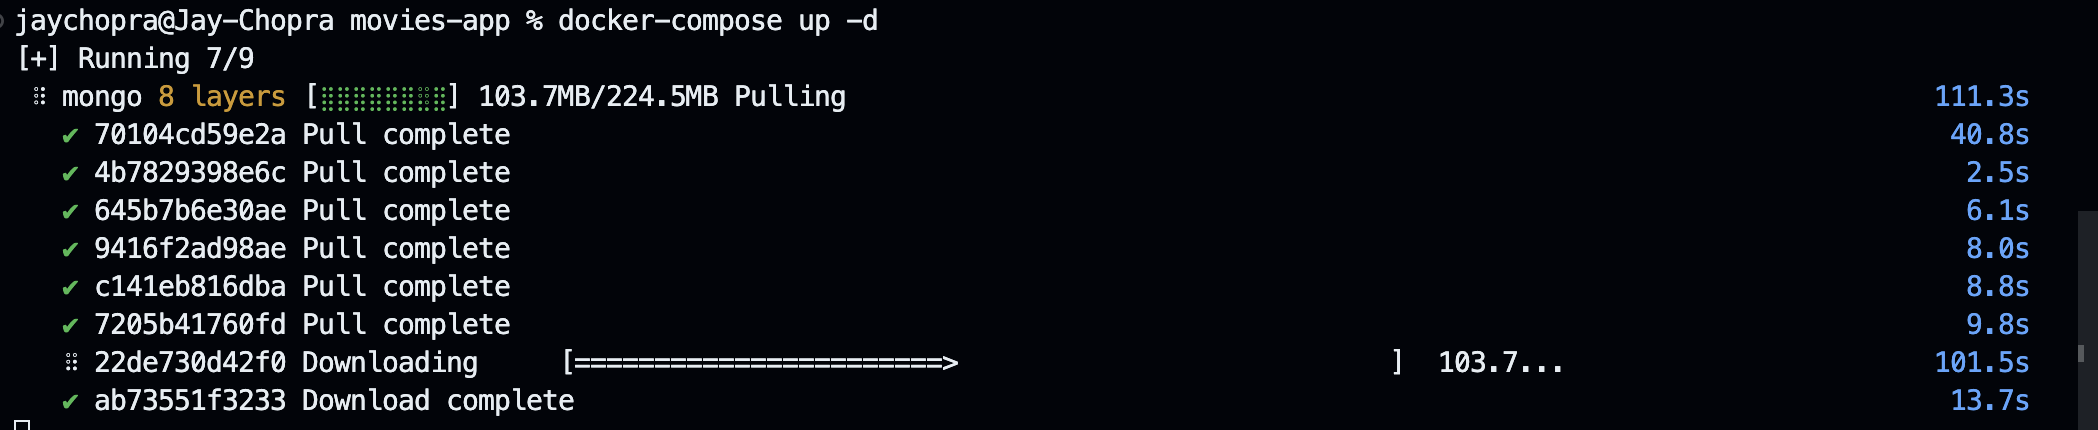 jaychopra@Jay-Chopra movies-app % docker-compose up -d
[+] Running 7/9
⠿ mongo 8 layers [⣿⣿⣿⣿⣿⣿⣀⣿] 103.7MB/224.5MB Pulling 111.3s
✔ 70104cd59e2a Pull complete 40.8s
✔ 4b7829398e6c Pull complete 2.5s
✔ 645b7b6e30ae Pull complete 6.1s
✔ 9416f2ad98ae Pull complete 8.0s
✔ c141eb816dba Pull complete 8.8s
✔ 7205b41760fd Pull complete 9.8s
⠿ 22de730d42f0 Downloading [=======================> ] 103.7... 101.5s
✔ ab73551f3233 Download complete 13.7s